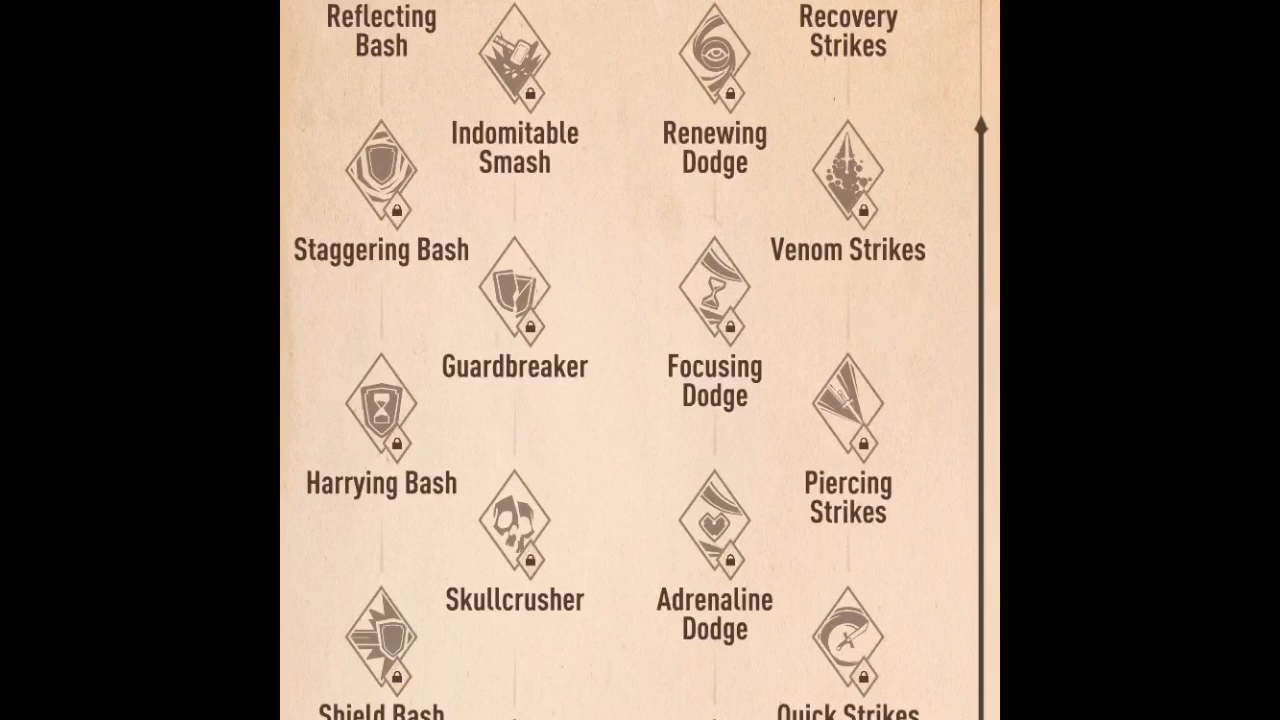 Reflecting
Bash
Recovery
Strikes
Indomitable
Smash
Renewing
Dodge
Staggering Bash
Venom Strikes
Guardbreaker
Focusing
Dodge
Harrying Bash
Piercing
Strikes
Skullcrusher
Adrenaline
Dodge
Shield Bash
Quick Strikes